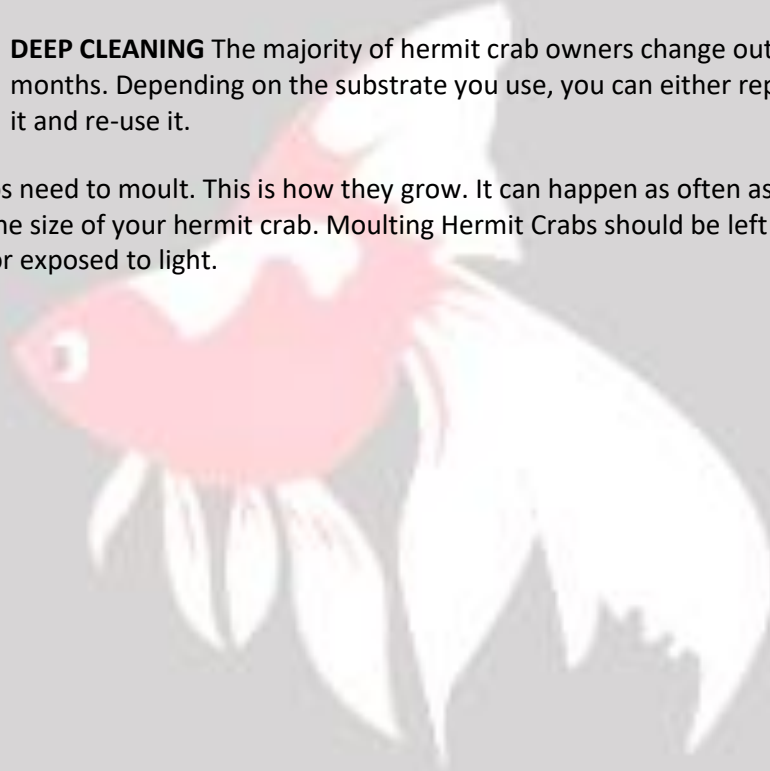 DEEP CLEANING The majority of hermit crab owners change out
months. Depending on the substrate you use, you can either rep
it and re-use it.
s need to moult. This is how they grow. It can happen as often as
he size of your hermit crab. Moulting Hermit Crabs should be left
or exposed to light.